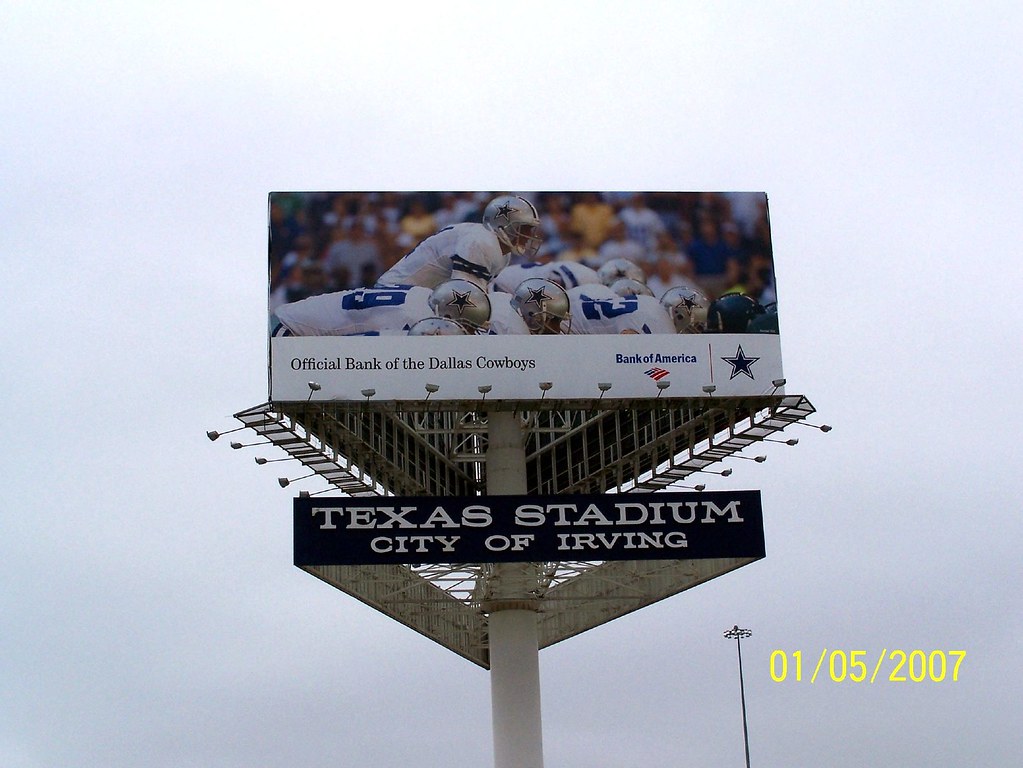 Official Bank of the Dallas Cowboys
Bank of America
TEXAS STADIUM
CITY OF IRVING
01/05/2007